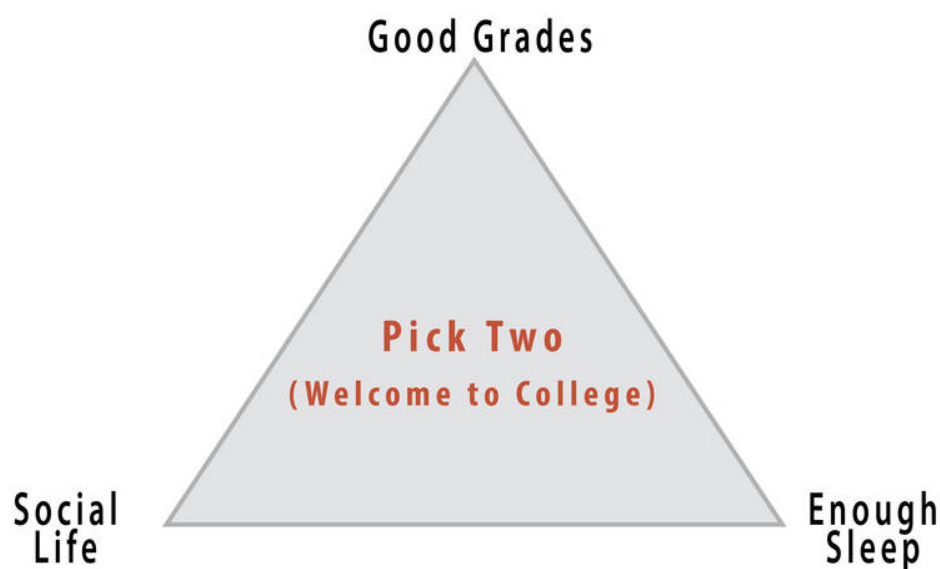 Good Grades
Pick Two
(Welcome to College)
Social
Life
Enough
Sleep